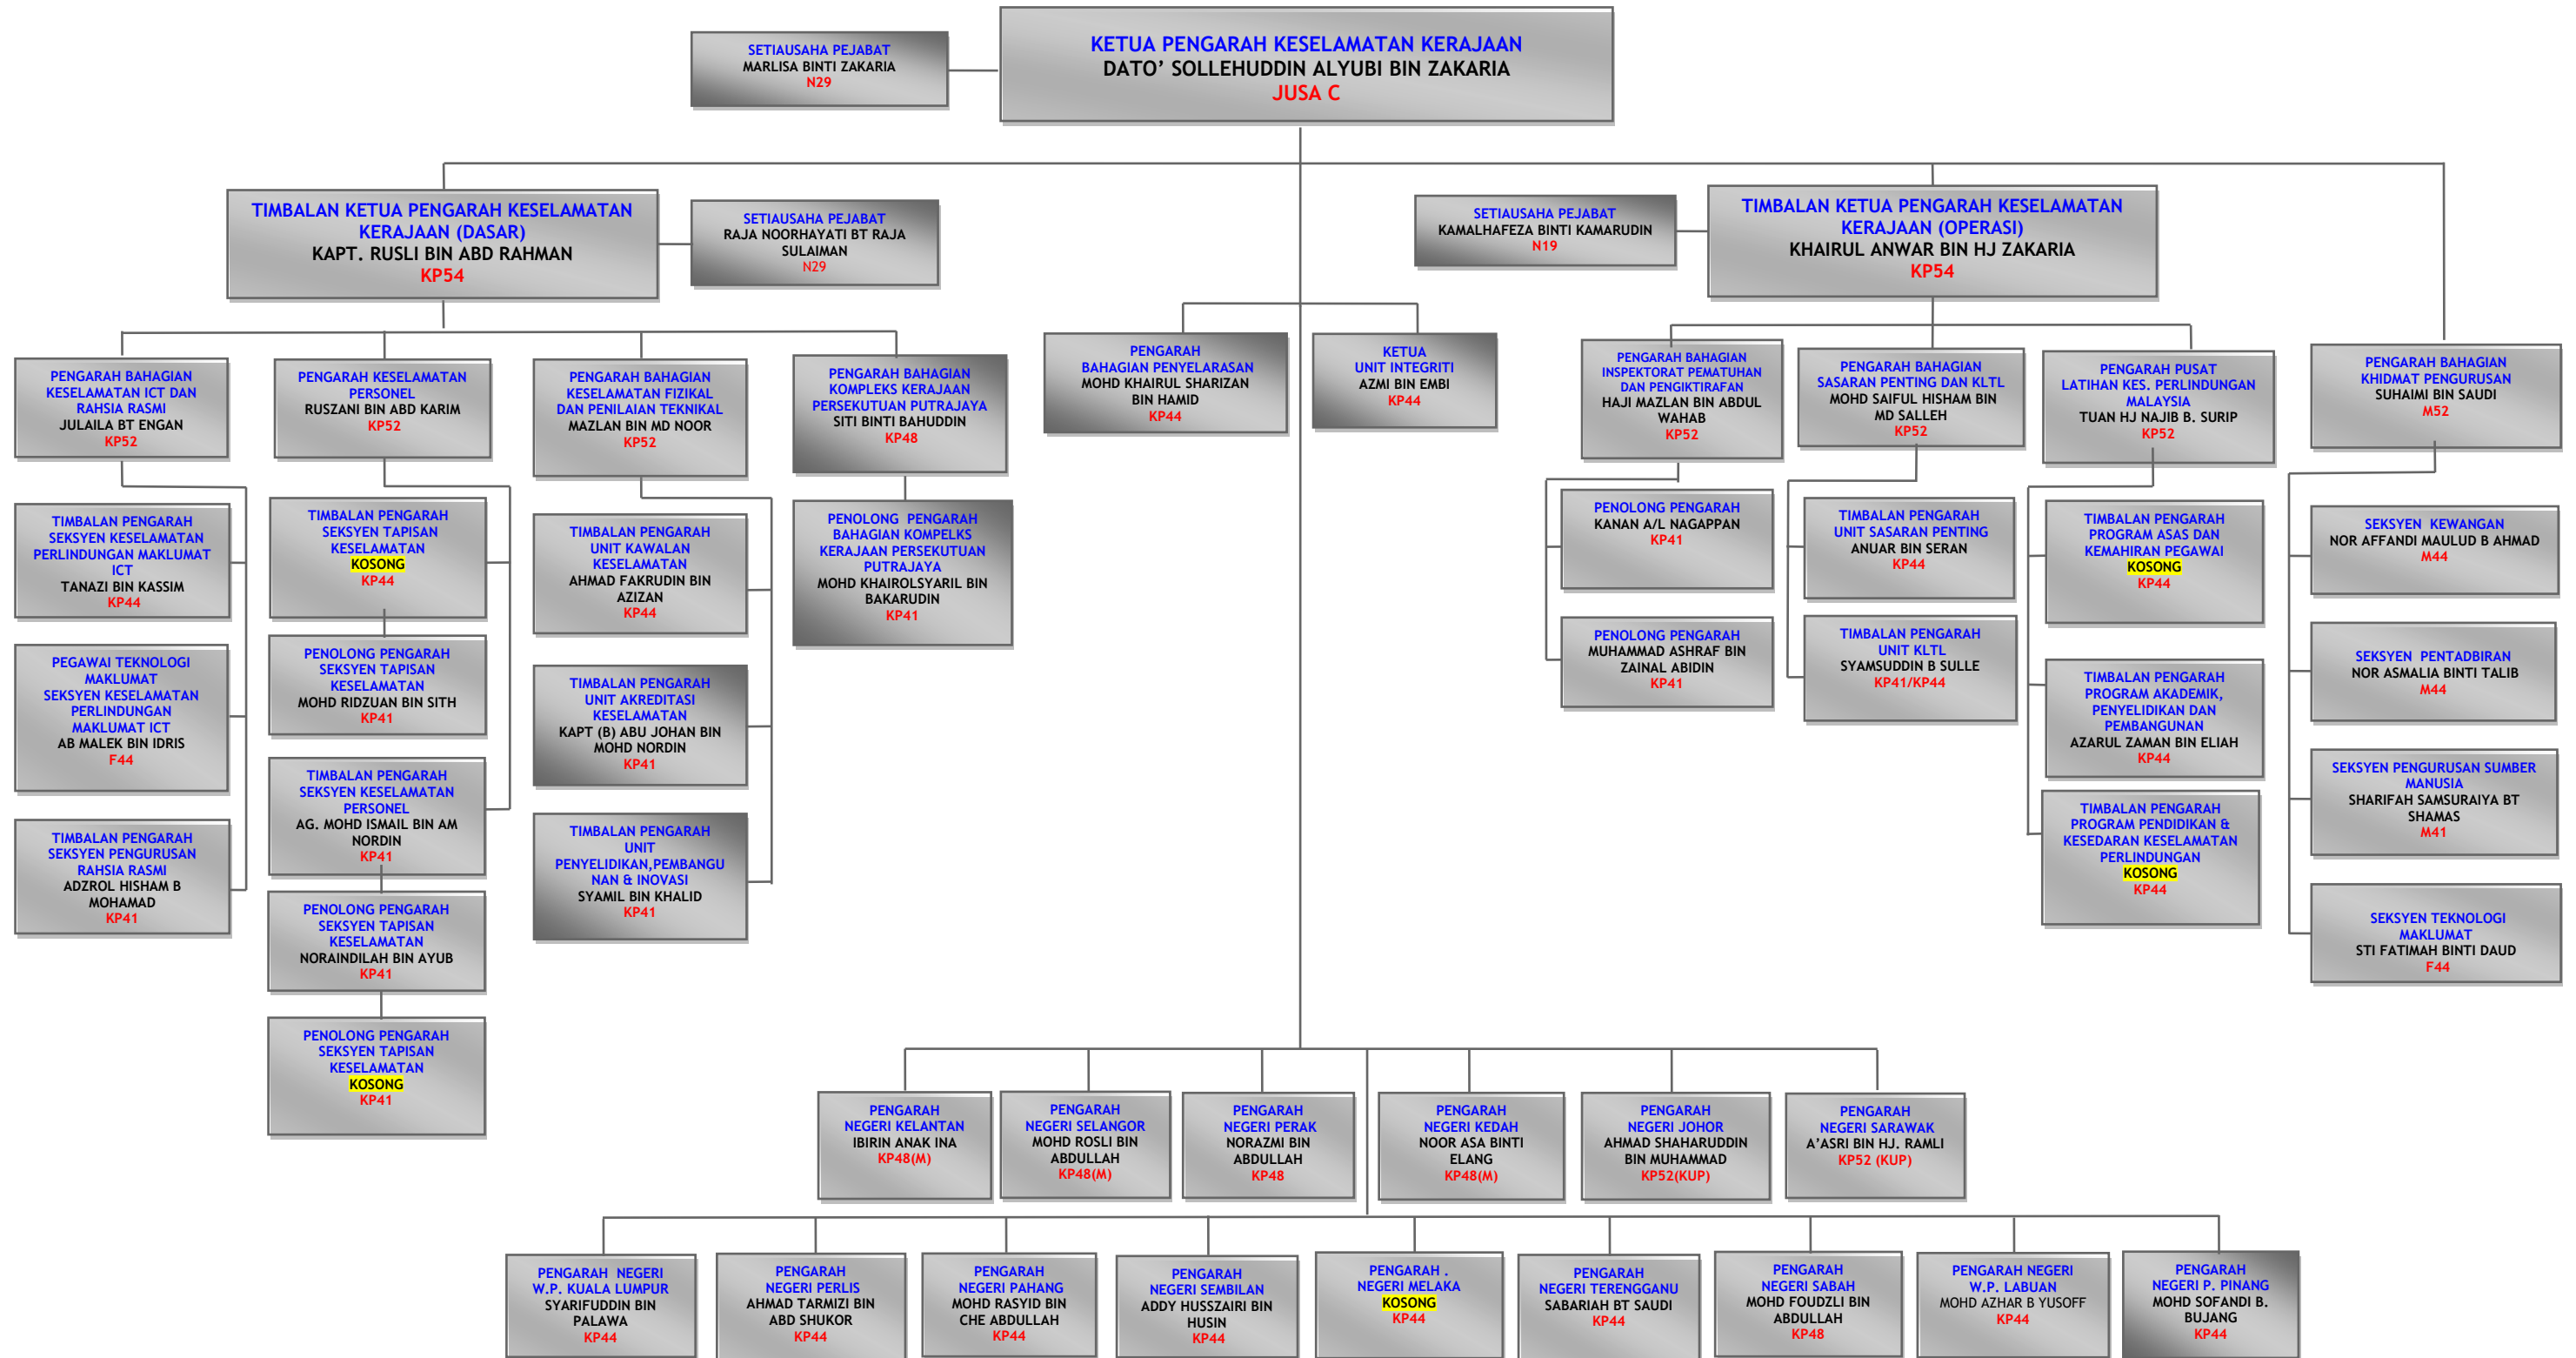 SETIAUSAHA PEJABAT
MARLISA BINTI ZAKARIA
N29
KETUA PENGARAH KESELAMATAN KERAJAAN
DATO’ SOLLEHUDDIN ALYUBI BIN ZAKARIA
JUSA C
TIMBALAN KETUA PENGARAH KESELAMATAN
KERAJAAN (DASAR)
KAPT. RUSLI BIN ABD RAHMAN
KP54
SETIAUSAHA PEJABAT
RAJA NOORHAYATI BT RAJA
SULAIMAN
N29
SETIAUSAHA PEJABAT
KAMALHAFEZA BINTI KAMARUDIN
N19
TIMBALAN KETUA PENGARAH KESELAMATAN
KERAJAAN (OPERASI)
KHAIRUL ANWAR BIN HJ ZAKARIA
KP54
PENGARAH BAHAGIAN
KESELAMATAN ICT DAN
RAHSIA RASMI
JULAILA BT ENGAN
KP52
PENGARAH KESELAMATAN
PERSONEL
RUSZANI BIN ABD KARIM
KP52
PENGARAH BAHAGIAN
KESELAMATAN FIZIKAL
DAN PENILAIAN TEKNIKAL
MAZLAN BIN MD NOOR
KP52
PENGARAH BAHAGIAN
KOMPLEKS KERAJAAN
PERSEKUTUAN PUTRAJAYA
SITI BINTI BAHUDDIN
KP48
PENGARAH
BAHAGIAN PENYELARASAN
MOHD KHAIRUL SHARIZAN
BIN HAMID
KP44
KETUA
UNIT INTEGRITI
AZMI BIN EMBI
KP44
PENGARAH BAHAGIAN
INSPEKTORAT PEMATUHAN
DAN PENGIKTIRAFAN
HAJI MAZLAN BIN ABDUL
WAHAB
KP52
PENGARAH BAHAGIAN
SASARAN PENTING DAN KLTL
MOHD SAIFUL HISHAM BIN
MD SALLEH
KP52
PENGARAH PUSAT
LATIHAN KES. PERLINDUNGAN
MALAYSIA
TUAN HJ NAJIB B. SURIP
KP52
PENGARAH BAHAGIAN
KHIDMAT PENGURUSAN
SUHAIMI BIN SAUDI
M52
TIMBALAN PENGARAH
SEKSYEN KESELAMATAN
PERLINDUNGAN MAKLUMAT
ICT
TANAZI BIN KASSIM
KP44
PEGAWAI TEKNOLOGI
MAKLUMAT
SEKSYEN KESELAMATAN
PERLINDUNGAN
MAKLUMAT ICT
AB MALEK BIN IDRIS
F44
TIMBALAN PENGARAH
SEKSYEN PENGURUSAN
RAHSIA RASMI
ADZROL HISHAM B
MOHAMAD
KP41
TIMBALAN PENGARAH
SEKSYEN TAPISAN
KESELAMATAN
KOSONG
KP44
PENOLONG PENGARAH
SEKSYEN TAPISAN
KESELAMATAN
MOHD RIDZUAN BIN SITH
KP41
TIMBALAN PENGARAH
SEKSYEN KESELAMATAN
PERSONEL
AG. MOHD ISMAIL BIN AM
NORDIN
KP41
PENOLONG PENGARAH
SEKSYEN TAPISAN
KESELAMATAN
NORAINDILAH BIN AYUB
KP41
PENOLONG PENGARAH
SEKSYEN TAPISAN
KESELAMATAN
KOSONG
KP41
TIMBALAN PENGARAH
UNIT KAWALAN
KESELAMATAN
AHMAD FAKRUDIN BIN
AZIZAN
KP44
TIMBALAN PENGARAH
UNIT AKREDITASI
KESELAMATAN
KAPT (B) ABU JOHAN BIN
MOHD NORDIN
KP41
TIMBALAN PENGARAH
UNIT
PENYELIDIKAN,PEMBANGU
NAN & INOVASI
SYAMIL BIN KHALID
KP41
PENOLONG PENGARAH
BAHAGIAN KOMPELKS
KERAJAAN PERSEKUTUAN
PUTRAJAYA
MOHD KHAIROLSYARIL BIN
BAKARUDIN
KP41
PENOLONG PENGARAH
KANAN A/L NAGAPPAN
KP41
PENOLONG PENGARAH
MUHAMMAD ASHRAF BIN
ZAINAL ABIDIN
KP41
TIMBALAN PENGARAH
UNIT SASARAN PENTING
ANUAR BIN SERAN
KP44
TIMBALAN PENGARAH
UNIT KLTL
SYAMSUDDIN B SULLE
KP41/KP44
TIMBALAN PENGARAH
PROGRAM ASAS DAN
KEMAHIRAN PEGAWAI
KOSONG
KP44
TIMBALAN PENGARAH
PROGRAM AKADEMIK,
PENYELIDIKAN DAN
PEMBANGUNAN
AZARUL ZAMAN BIN ELIAH
KP44
TIMBALAN PENGARAH
PROGRAM PENDIDIKAN &
KESEDARAN KESELAMATAN
PERLINDUNGAN
KOSONG
KP44
SEKSYEN KEWANGAN
NOR AFFANDI MAULUD B AHMAD
M44
SEKSYEN PENTADBIRAN
NOR ASMALIA BINTI TALIB
M44
SEKSYEN PENGURUSAN SUMBER
MANUSIA
SHARIFAH SAMSURAIYA BT
SHAMAS
M41
SEKSYEN TEKNOLOGI
MAKLUMAT
STI FATIMAH BINTI DAUD
F44
PENGARAH
NEGERI KELANTAN
IBIRIN ANAK INA
KP48(M)
PENGARAH
NEGERI SELANGOR
MOHD ROSLI BIN
ABDULLAH
KP48(M)
PENGARAH
NEGERI PERAK
NORAZMI BIN
ABDULLAH
KP48
PENGARAH
NEGERI KEDAH
NOOR ASA BINTI
ELANG
KP48(M)
PENGARAH
NEGERI JOHOR
AHMAD SHAHARUDDIN
BIN MUHAMMAD
KP52(KUP)
PENGARAH
NEGERI SARAWAK
A’ASRI BIN HJ. RAMLI
KP52 (KUP)
PENGARAH NEGERI
W.P. KUALA LUMPUR
SYARIFUDDIN BIN
PALAWA
KP44
PENGARAH
NEGERI PERLIS
AHMAD TARMIZI BIN
ABD SHUKOR
KP44
PENGARAH
NEGERI PAHANG
MOHD RASYID BIN
CHE ABDULLAH
KP44
PENGARAH
NEGERI SEMBILAN
ADDY HUSSZAIRI BIN
HUSIN
KP44
PENGARAH .
NEGERI MELAKA
KOSONG
KP44
PENGARAH
NEGERI TERENGGANU
SABARIAH BT SAUDI
KP44
PENGARAH
NEGERI SABAH
MOHD FOUDZLI BIN
ABDULLAH
KP48
PENGARAH NEGERI
W.P. LABUAN
MOHD AZHAR B YUSOFF
KP44
PENGARAH
NEGERI P. PINANG
MOHD SOFANDI B.
BUJANG
KP44